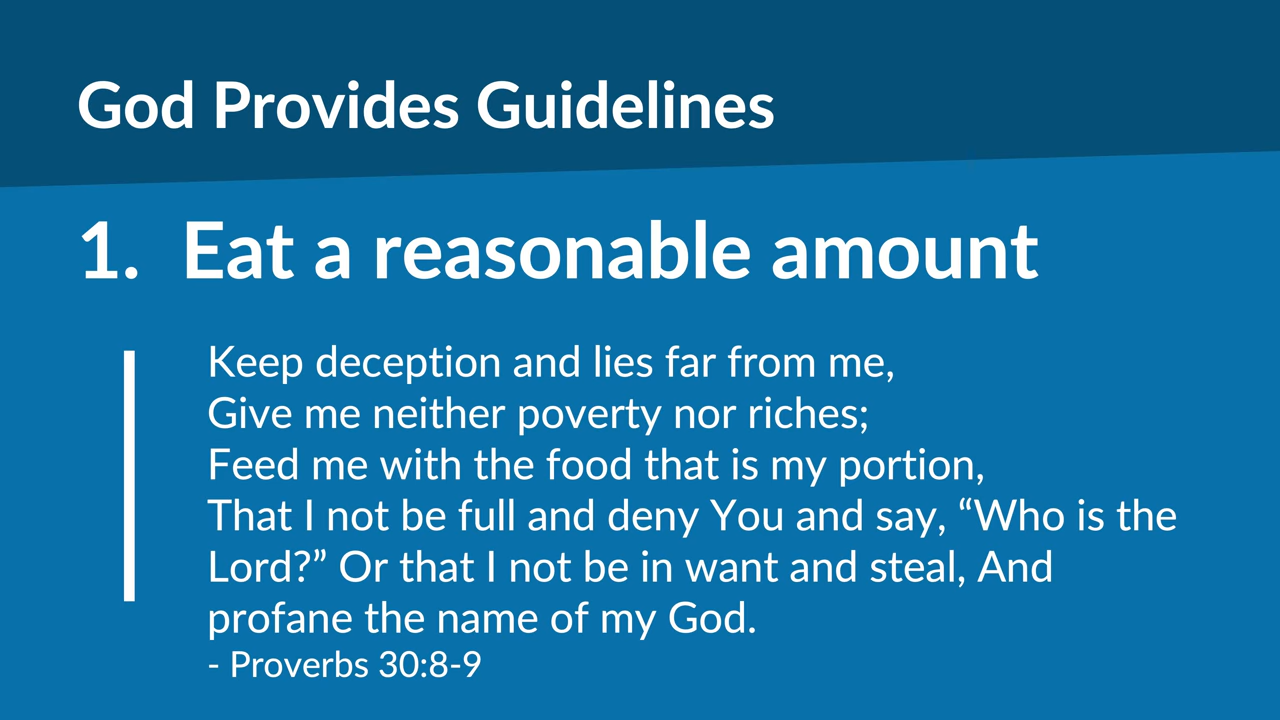 God Provides Guidelines
1. Eat a reasonable amount
Keep deception and lies far from me,
Give me neither poverty nor riches;
Feed me with the food that is my portion,
That I not be full and deny You and say, “Who is the
Lord?” Or that I not be in want and steal, And
profane the name of my God.
- Proverbs 30:8-9